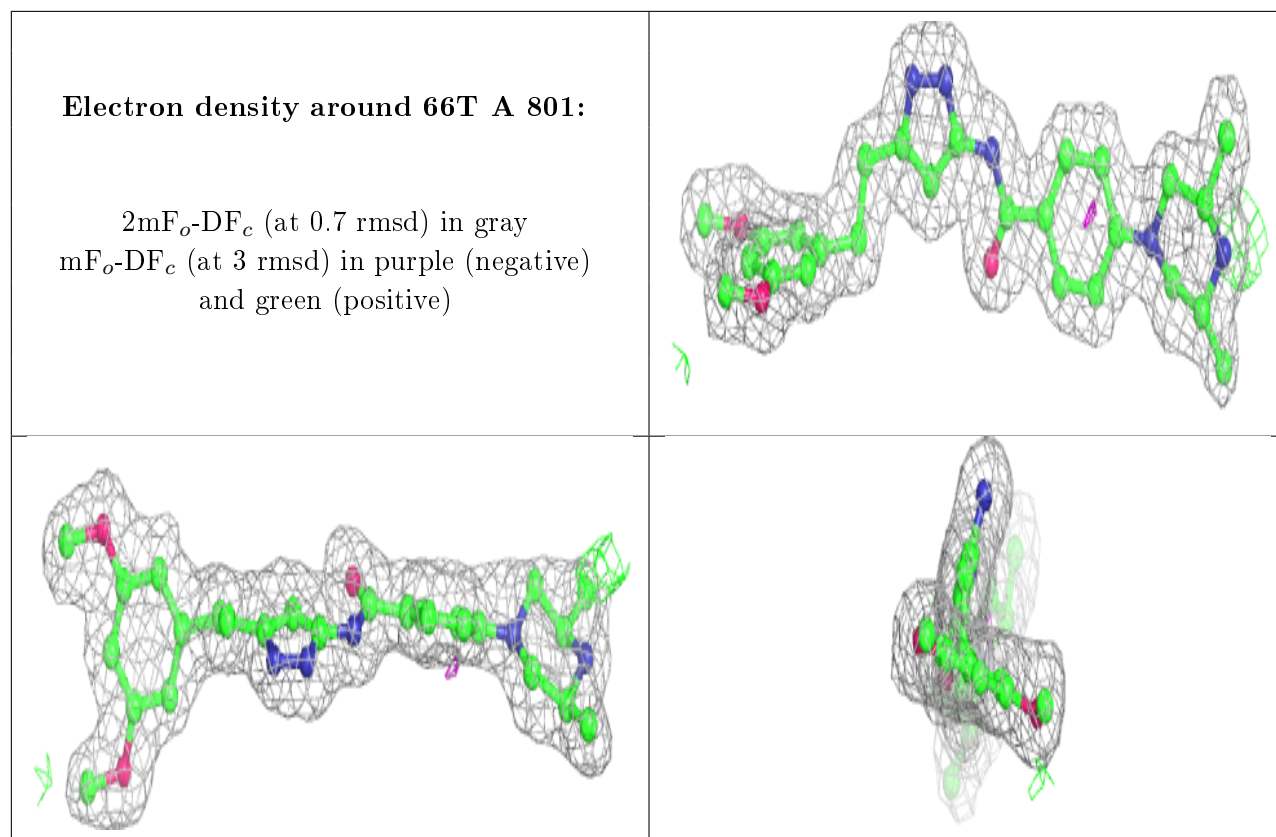 Electron density around 66T A 801:
2mFo-DFc (at 0.7 rmsd) in gray
mFo-DFc (at 3 rmsd) in purple (negative)
and green (positive)